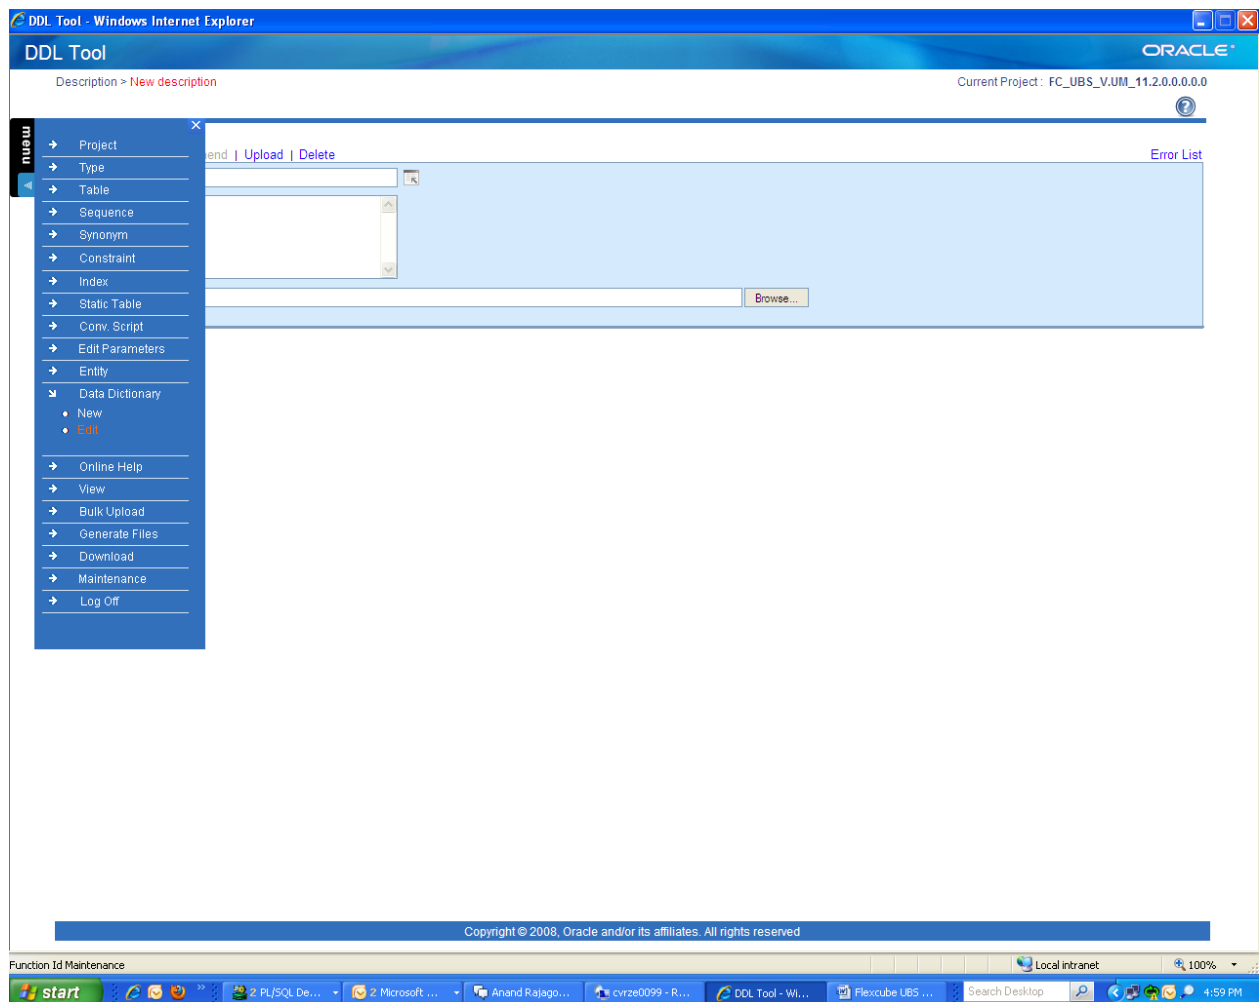 DDL Tool - Windows Internet Explorer
DDL Tool
ORACLE
Description > New description
Current Project : FC_UBS_V.UM_11.2.0.0.0.0.0
menu
Project
Type
Table
Sequence
Synonym
Constraint
Index
Static Table
Conv. Script
Edit Parameters
Entity
Data Dictionary
New
Edit
Online Help
View
Bulk Upload
Generate Files
Download
Maintenance
Log Off
end | Upload | Delete
Error List
Browse...
Copyright © 2008, Oracle and/or its affiliates. All rights reserved
Function Id Maintenance
Local intranet
100%
start
2 PL/SQL De...
2 Microsoft ...
Anand Rajago...
cvrze0099 - R...
DDL Tool - Wi...
Flexcube UBS ...
Search Desktop
4:59 PM